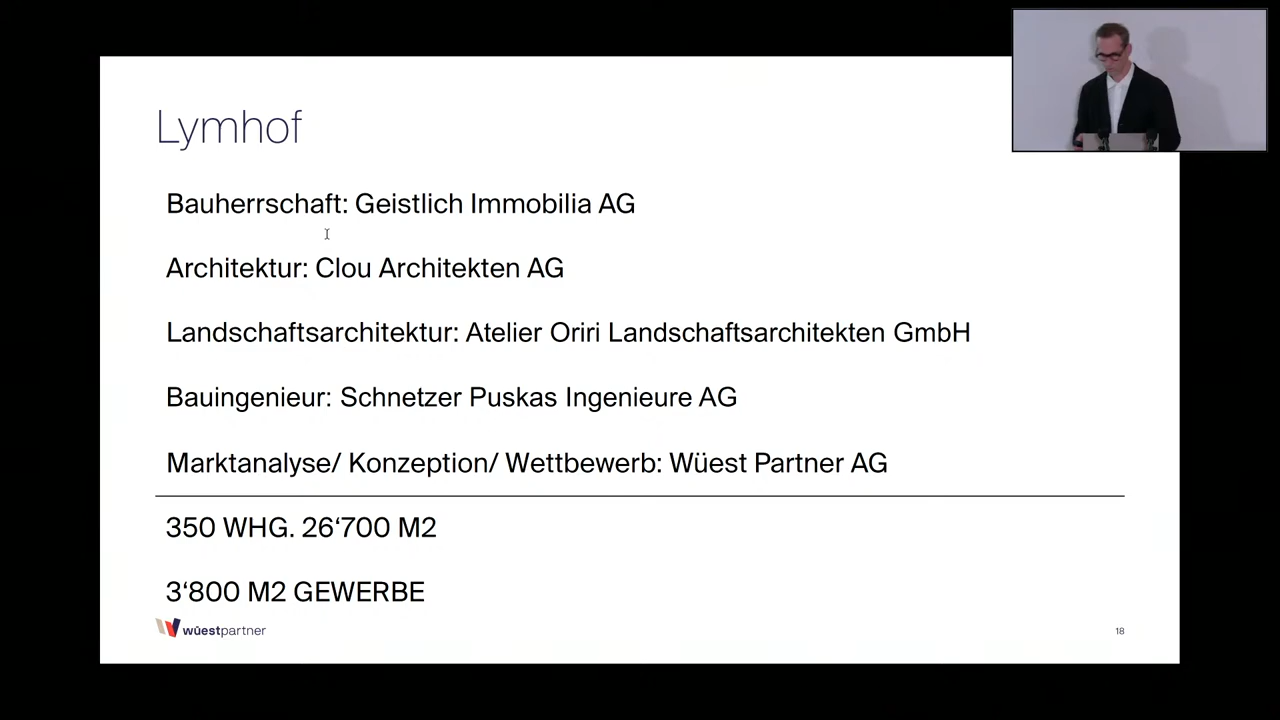 Lymhof
Bauherrschaft: Geistlich Immobilia AG
Architektur: Clou Architekten AG
Landschaftsarchitektur: Atelier Oriri Landschaftsarchitekten GmbH
Bauingenieur: Schnetzer Puskas Ingenieure AG
Marktanalyse/ Konzeption/ Wettbewerb: Wüest Partner AG
350 WHG. 26‘700 M2
3‘800 M2 GEWERBE
wüestpartner
18